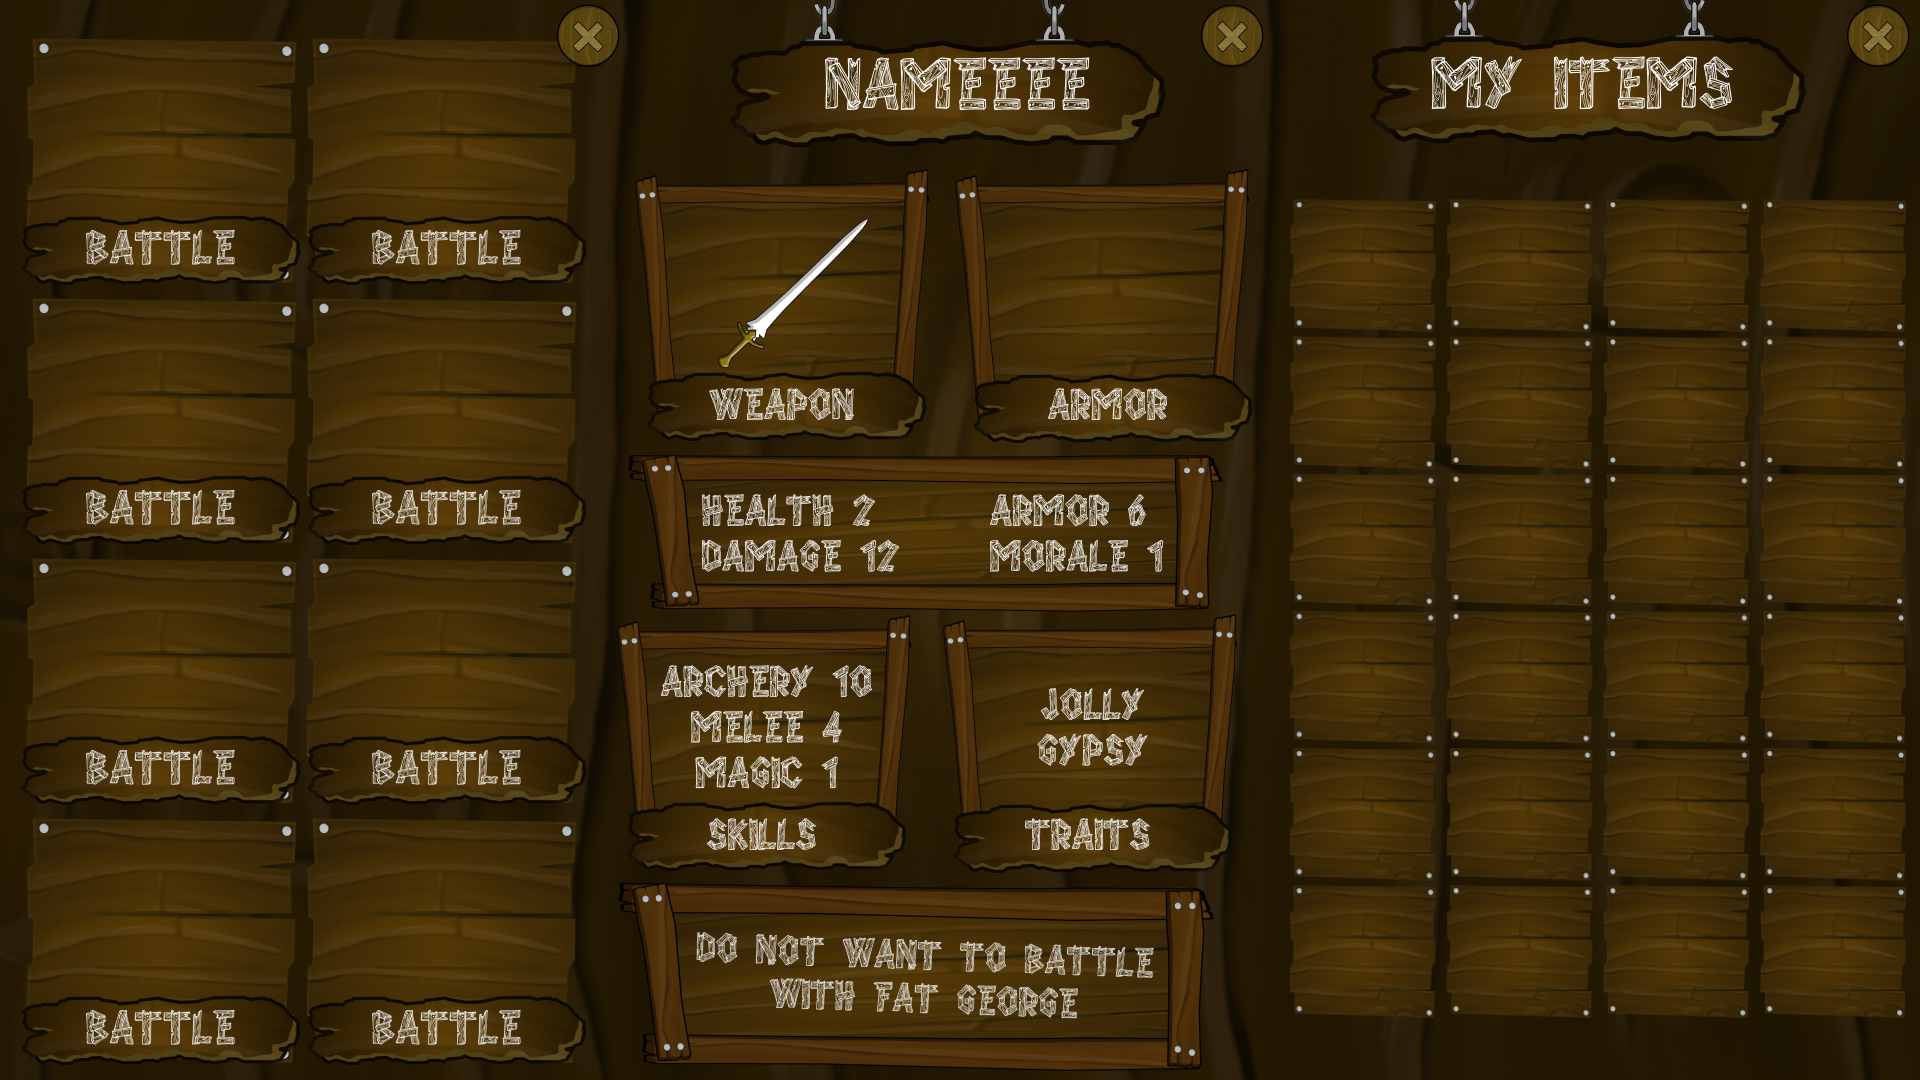 BATTLE
BATTLE
BATTLE
BATTLE
BATTLE
BATTLE
BATTLE
BATTLE
NAMEEEE
WEAPON
ARMOR
HEALTH 2
ARMOR 6
DAMAGE 12
MORALE 1
ARCHERY 10
MELEE 4
MAGIC 1
SKILLS
JOLLY
GYPSY
TRAITS
DO NOT WANT TO BATTLE
WITH FAT GEORGE
MY ITEMS